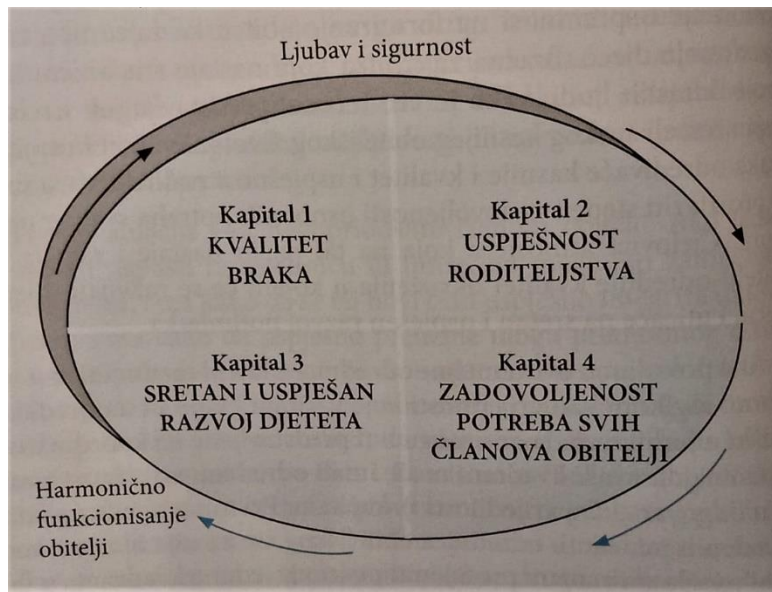 Ljubav i sigurnost
Kapital 1
KVALITET
BRAKA
Kapital 2
USPJEŠNOST
RODITELJSTVA
Kapital 3
SRETAN I USPJEŠAN
RAZVOJ DJETETA
Kapital 4
ZADOVOLJENOST
POTREBA SVIH
ČLANOVA OBITELJI
Harmonično
funkcionisanje
obitelji